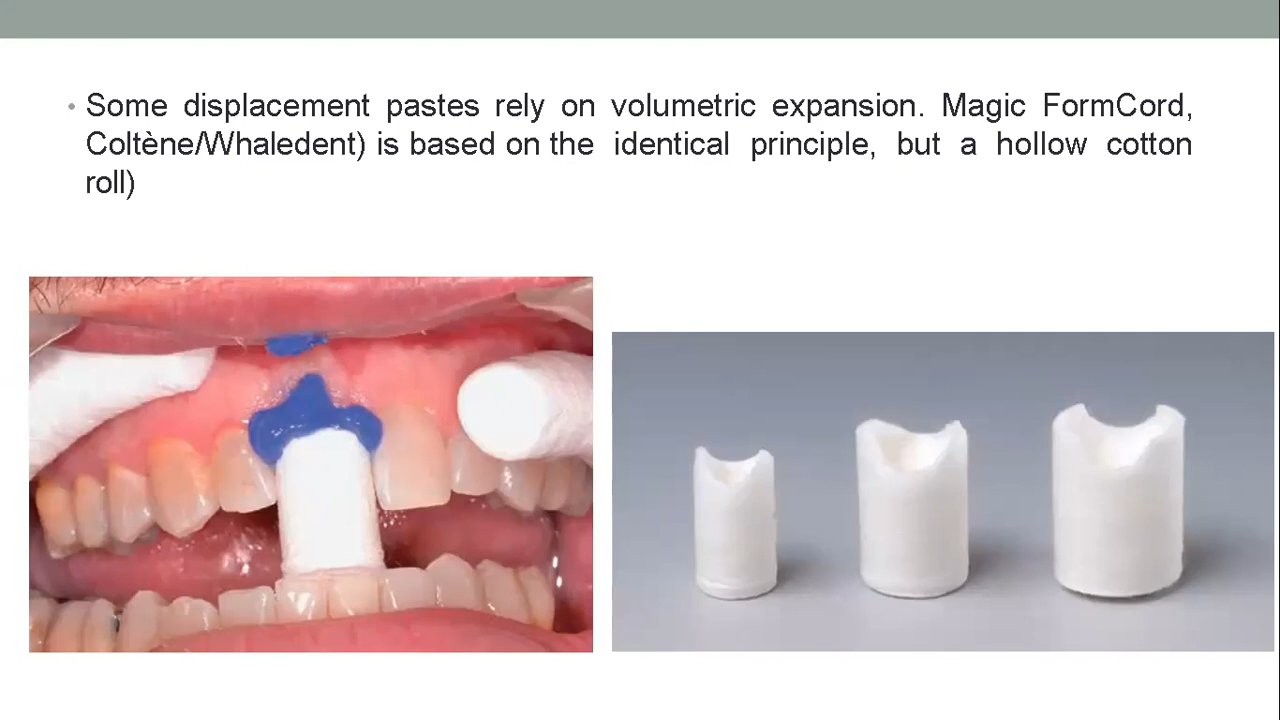 • Some displacement pastes rely on volumetric expansion. Magic FormCord,
Coltène/Whaledent) is based on the identical principle, but a hollow cotton
roll)